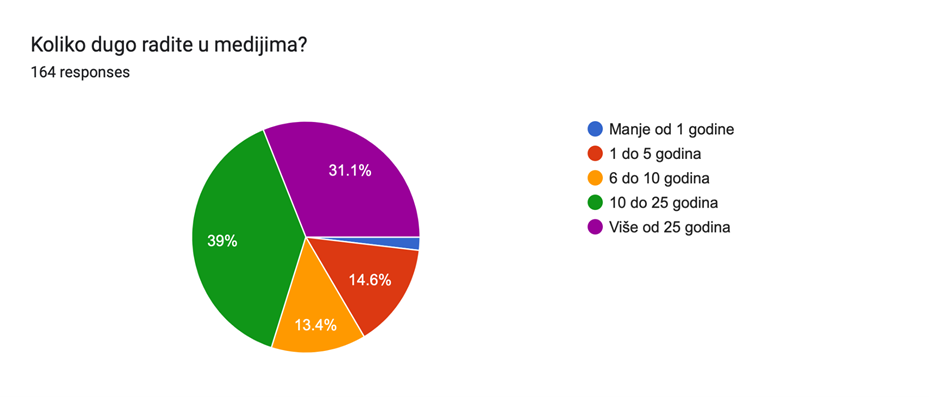 Koliko dugo radite u medijima?
164 responses
31.1%
39%
14.6%
13.4%
Manje od 1 godine
1 do 5 godina
6 do 10 godina
10 do 25 godina
Više od 25 godina